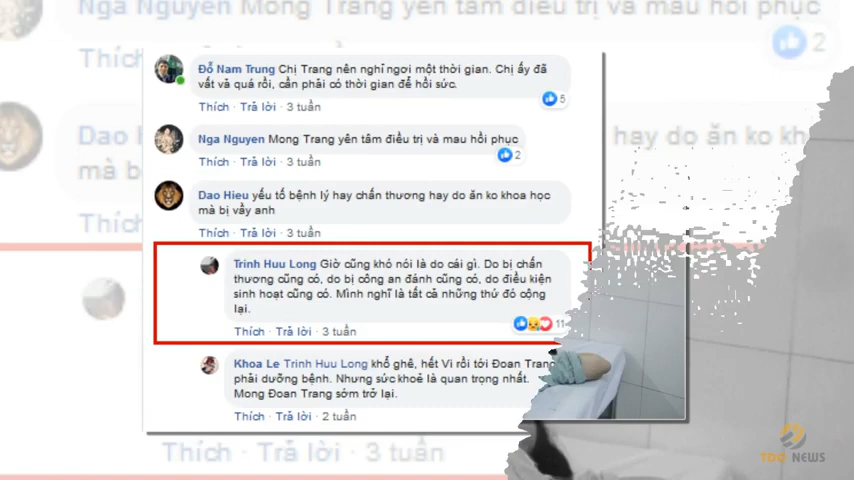 Nga Nguyen Mong Trang yên tâm điều trị và mau hồi phục
2
Thích
Đỗ Nam Trung Chị Trang nên nghỉ ngơi một thời gian. Chị ấy đã
vất vả quá rồi, cần phải có thời gian để hồi sức.
5
Thích · Trả lời · 3 tuần
Nga Nguyen Mong Trang yên tâm điều trị và mau hồi phục
2
Thích · Trả lời · 3 tuần
Dao H
hay do ăn ko kh
mà b
Dao Hieu yếu tố bệnh lý hay chấn thương hay do ăn ko khoa học
mà bị vầy anh
Thích · Trả lời · 3 tuần
Thích
Trinh Huu Long Giờ cũng khó nói là do cái gì. Do bị chấn
thương cũng có, do bị công an đánh cũng có, do điều kiện
sinh hoạt cũng có. Mình nghĩ là tất cả những thứ đó cộng
lại.
11
Thích · Trả lời · 3 tuần
Khoa Le Trinh Huu Long khổ ghê, hết Vi rồi tới Đoan Trang
phải dưỡng bệnh. Nhưng sức khoẻ là quan trọng nhất.
Mong Đoan Trang sớm trở lại.
Thích · Trả lời · 2 tuần
Thích · Trả lời · 3 tuần
TDO NEWS